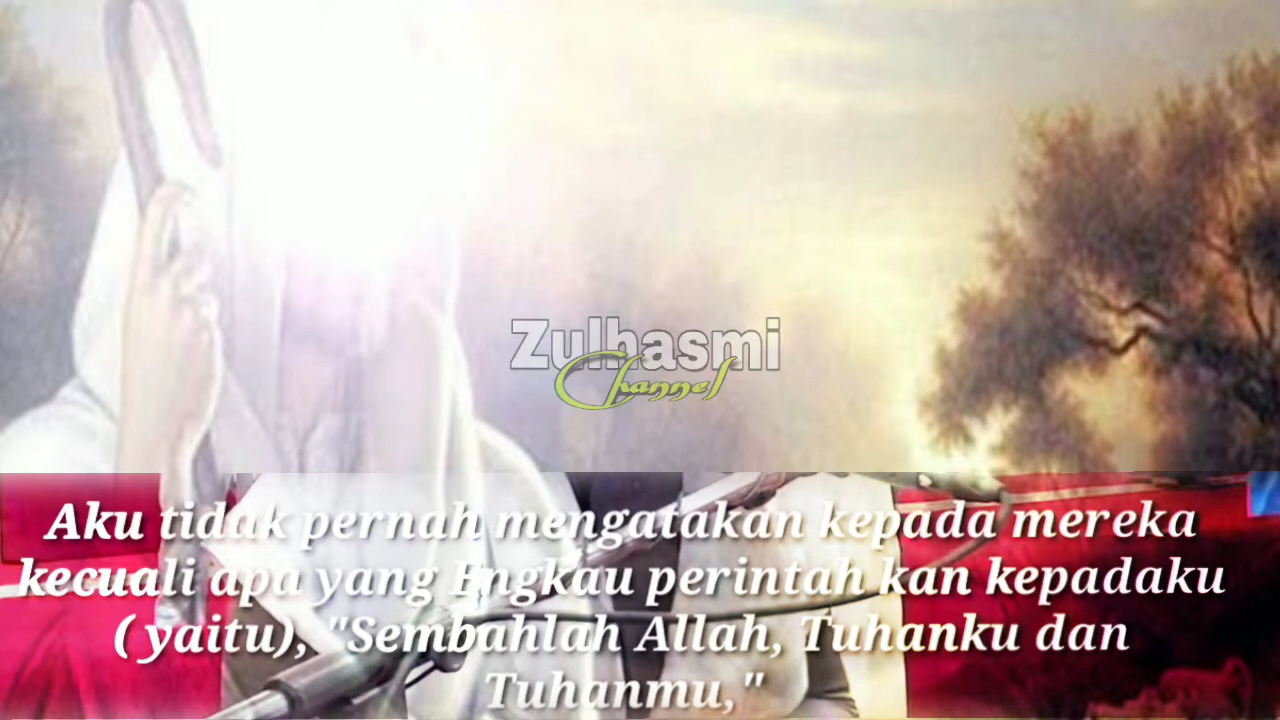 Zulhasmi
Channel
Aku tidak pernah mengatakan kepada mereka
kecuali apa yang Engkau perintah kan kepadaku
(yaitu), "Sembahlah Allah, Tuhanku dan
Tuhanmu,"